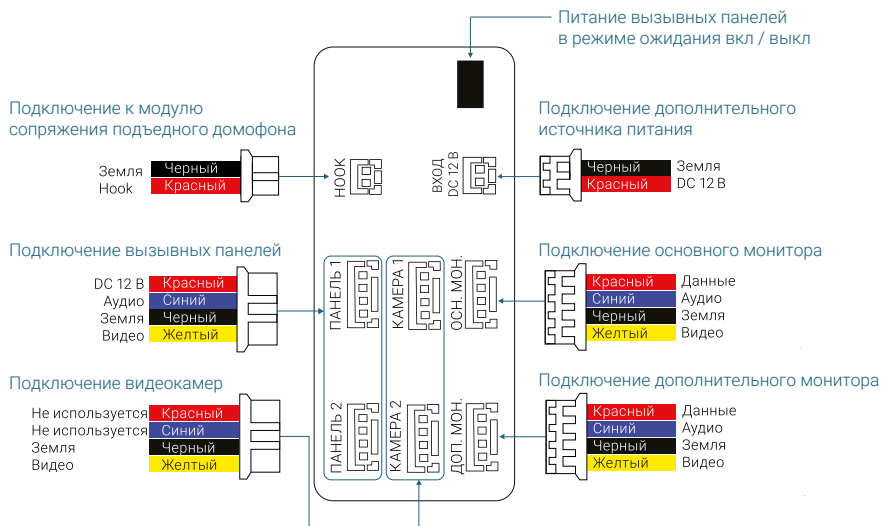 Питание вызывных панелей
в режиме ожидания вкл / выкл
Подключение к модулю
сопряжения подъедного домофона
Земля Черный
Hook Красный
HOOK
ВХОД
DC 12 В
Подключение дополнительного
источника питания
Черный Земля
Красный DC 12 В
Подключение вызывных панелей
DC 12 В Красный
Аудио Синий
Земля Черный
Видео Желтый
ПАНЕЛЬ 1
КАМЕРА 1
ОСН. МОН.
Подключение основного монитора
Красный Данные
Синий Аудио
Черный Земля
Желтый Видео
Подключение видеокамер
Не используется Красный
Не используется Синий
Земля Черный
Видео Желтый
ПАНЕЛЬ 2
КАМЕРА 2
ДОП. МОН.
Подключение дополнительного монитора
Красный Данные
Синий Аудио
Черный Земля
Желтый Видео